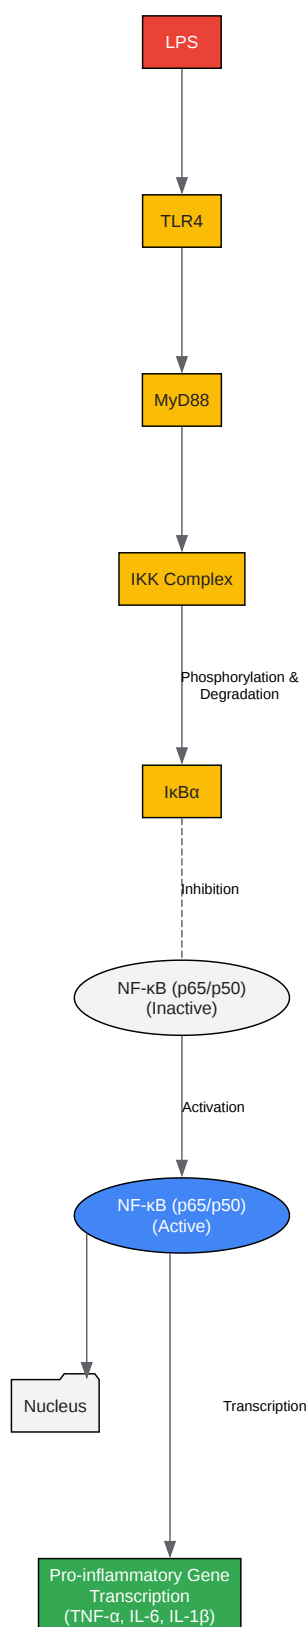 LPS
TLR4
MyD88
IKK Complex
Phosphorylation &
Degradation
IκBα
Inhibition
NF-κB (p65/p50)
(Inactive)
Activation
NF-κB (p65/p50)
(Active)
Nucleus
Transcription
Pro-inflammatory Gene
Transcription
(TNF-α, IL-6, IL-1β)